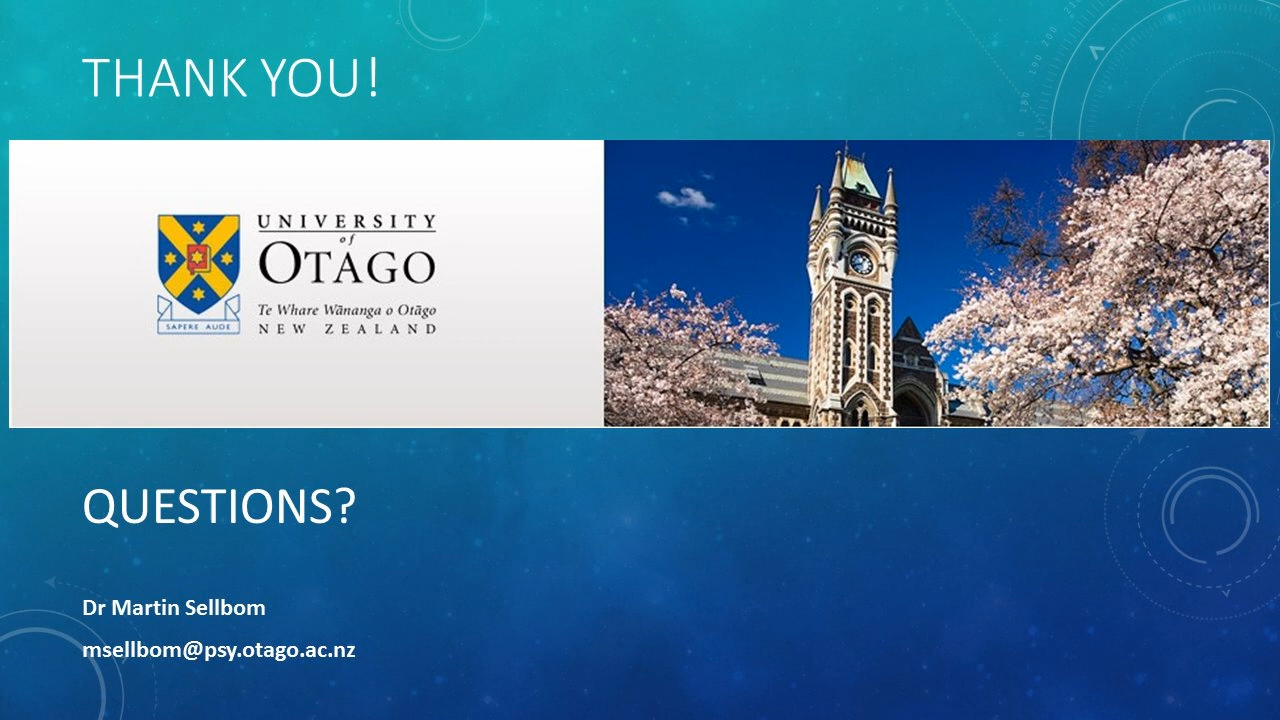 THANK YOU!
UNIVERSITY
of
OTAGO
Te Whare Wānanga o Otāgo
NEW ZEALAND
SAPERE AUDE
QUESTIONS?
Dr Martin Sellbom
msellbom@psy.otago.ac.nz